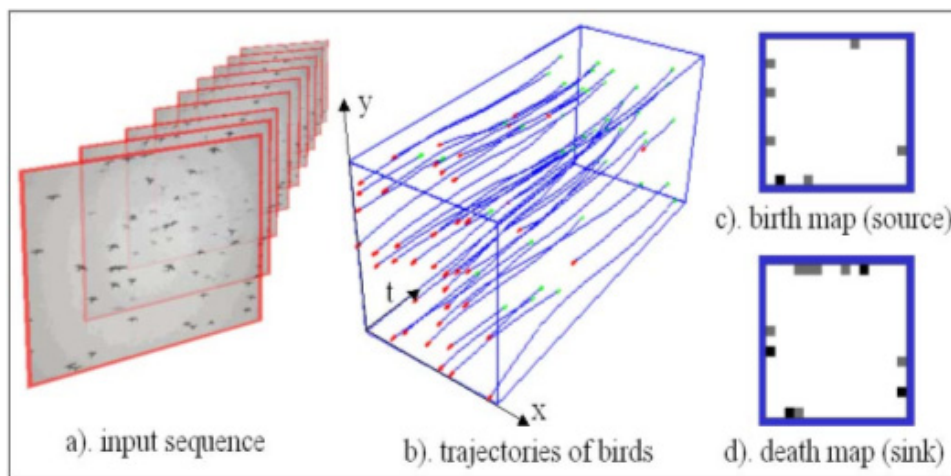 y
t
x
a). input sequence
b). trajectories of birds
c). birth map (source)
d). death map (sink)